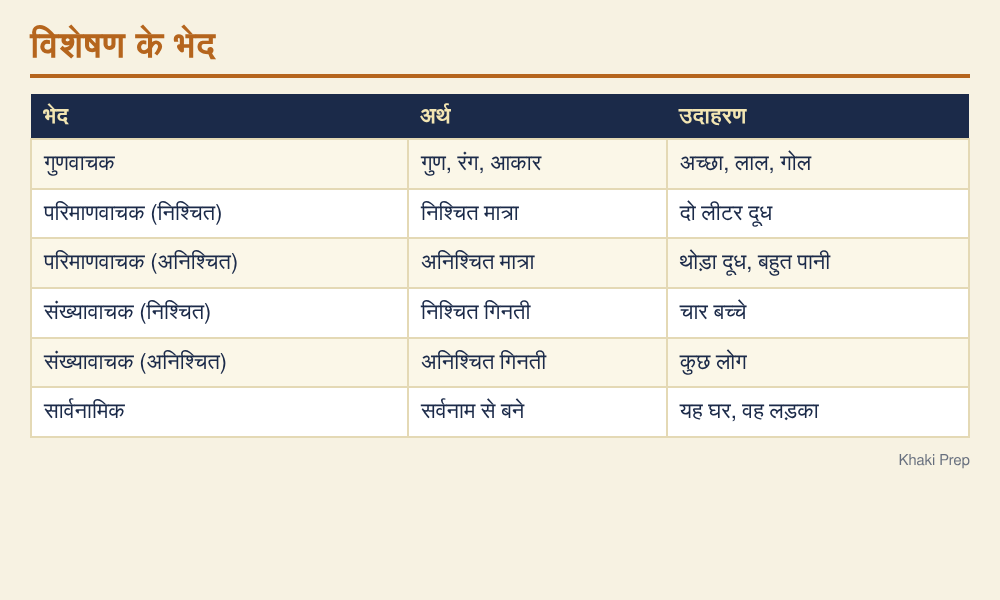 विशेषण के भेद
भेद अर्थ उदाहरण
गुणवाचक गुण, रंग, आकार अच्छा, लाल, गोल
परिमाणवाचक (निश्चित) निश्चित मात्रा दो लीटर दूध
परिमाणवाचक (अनिश्चित) अनिश्चित मात्रा थोड़ा दूध, बहुत पानी
संख्यावाचक (निश्चित) निश्चित गिनती चार बच्चे
संख्यावाचक (अनिश्चित) अनिश्चित गिनती कुछ लोग
सार्वनामिक सर्वनाम से बने यह घर, वह लड़का
Khaki Prep